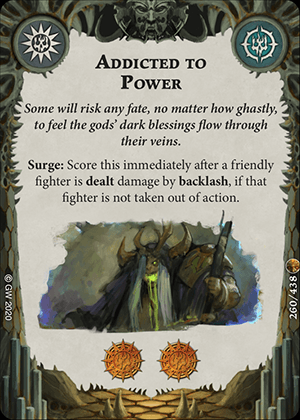 ADDICTED TO
POWER
Some will risk any fate, no matter how ghastly,
to feel the gods' dark blessings flow through
their veins.
Surge: Score this immediately after a friendly
fighter is dealt damage by backlash, if that
fighter is not taken out of action.
© GW 2020
260/438